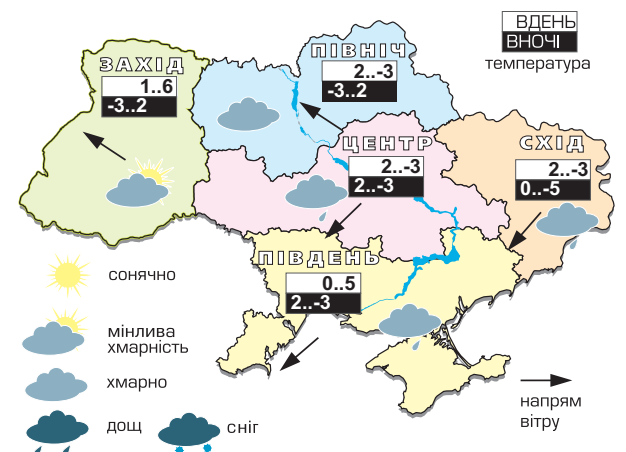 ВДЕНЬ
ВНОЧІ
температура
ПІВНІЧ
2..-3
-3..2
ЗАХІД
1..6
-3..2
ЦЕНТР
2..-3
2..-3
СХІД
2..-3
0..-5
ПІВДЕНЬ
0..5
2..-3
сонячно
мінлива
хмарність
хмарно
дощ
сніг
напрям
вітру